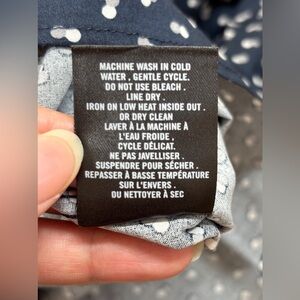 MACHINE WASH IN COLD
WATER , GENTLE CYCLE.
DO NOT USE BLEACH .
LINE DRY .
IRON ON LOW HEAT INSIDE OUT .
OR DRY CLEAN
LAVER À LA MACHINE À
L'EAU FROIDE ,
CYCLE DÉLICAT.
NE PAS JAVELLISER .
SUSPENDRE POUR SÉCHER .
REPASSER À BASSE TEMPÉRATURE
SUR L'ENVERS .
OU NETTOYER À SEC